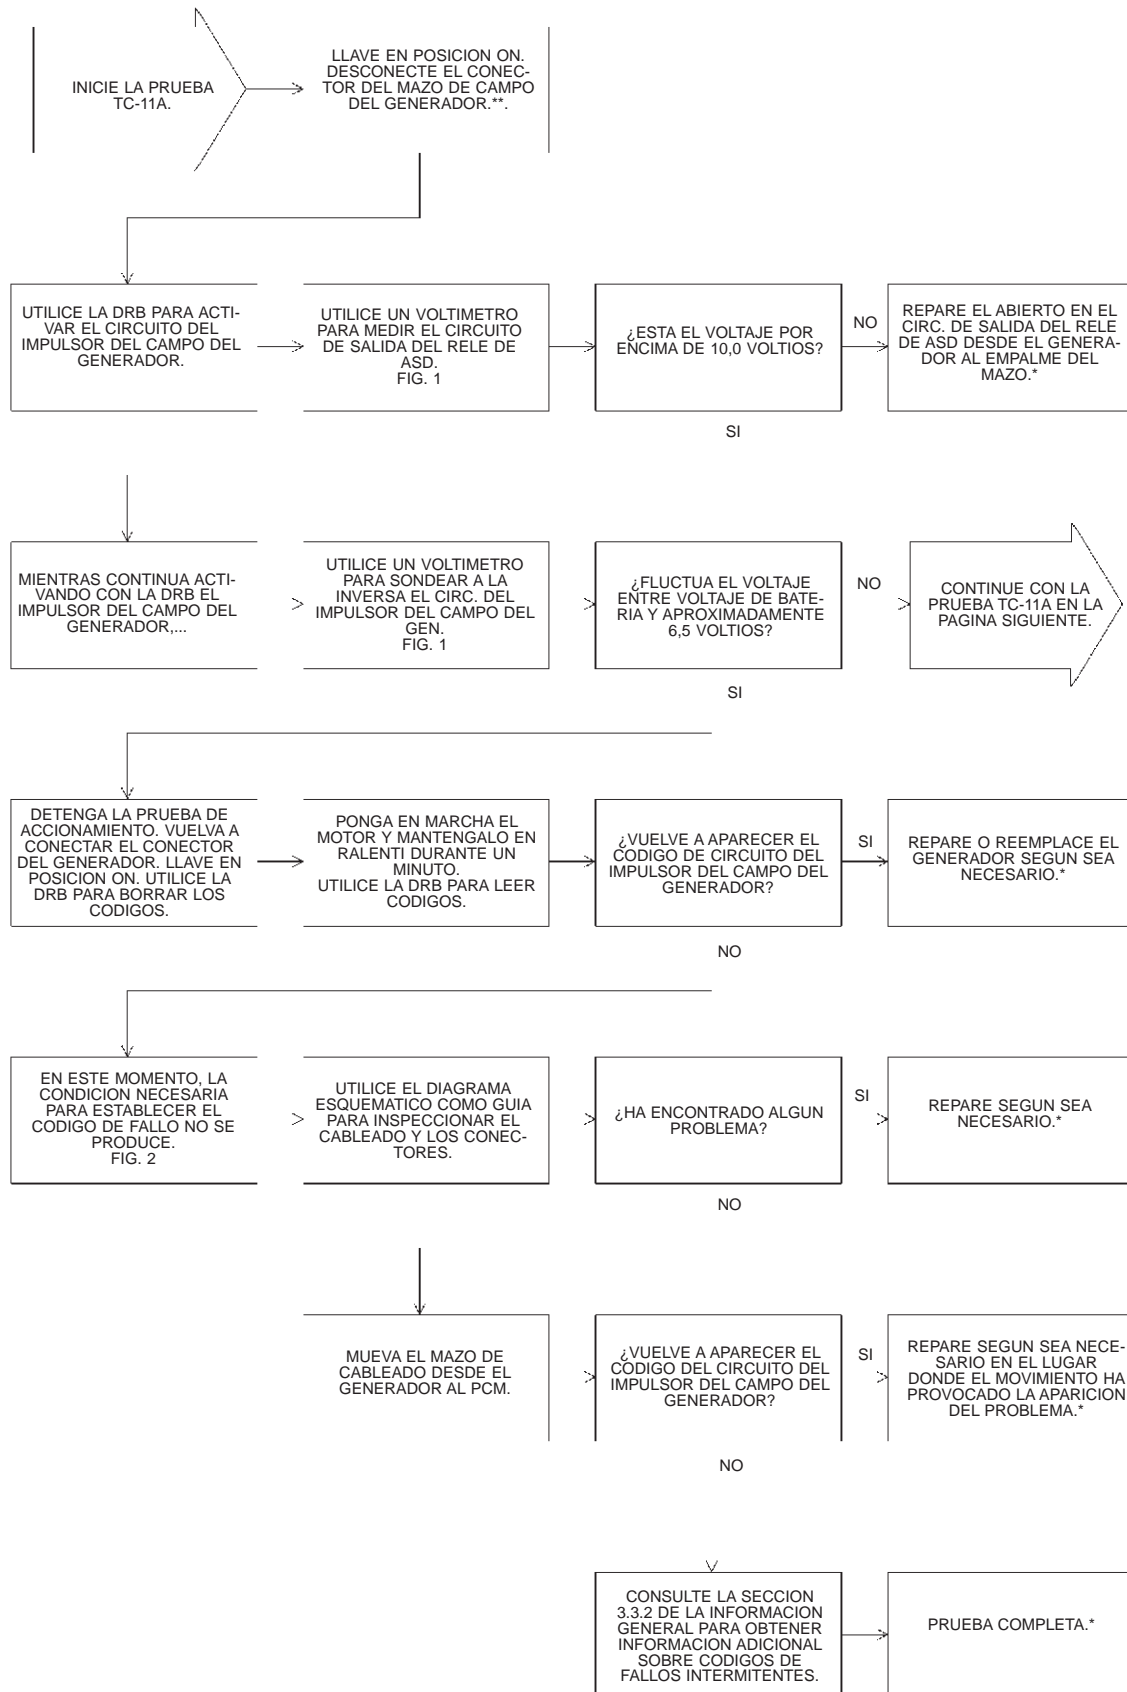 INICIE LA PRUEBA
TC-11A.
LLAVE EN POSICION ON.
DESCONECTE EL CONEC-
TOR DEL MAZO DE CAMPO
DEL GENERADOR.**.
UTILICE LA DRB PARA ACTI-
VAR EL CIRCUITO DEL
IMPULSOR DEL CAMPO DEL
GENERADOR.
UTILICE UN VOLTIMETRO
PARA MEDIR EL CIRCUITO
DE SALIDA DEL RELE DE
ASD.
FIG. 1
¿ESTA EL VOLTAJE POR
ENCIMA DE 10,0 VOLTIOS?
NO
REPARE EL ABIERTO EN EL
CIRC. DE SALIDA DEL RELE
DE ASD DESDE EL GENERA-
DOR AL EMPALME DEL
MAZO.*
SI
MIENTRAS CONTINUA ACTI-
VANDO CON LA DRB EL
IMPULSOR DEL CAMPO DEL
GENERADOR,...
UTILICE UN VOLTIMETRO
PARA SONDEAR A LA
INVERSA EL CIRC. DEL
IMPULSOR DEL CAMPO DEL
GEN.
FIG. 1
¿FLUCTUA EL VOLTAJE
ENTRE VOLTAJE DE BATE-
RIA Y APROXIMADAMENTE
6,5 VOLTIOS?
NO
CONTINUE CON LA
PRUEBA TC-11A EN LA
PAGINA SIGUIENTE.
SI
DETENGA LA PRUEBA DE
ACCIONAMIENTO. VUELVA A
CONECTAR EL CONECTOR
DEL GENERADOR. LLAVE EN
POSICION ON. UTILICE LA
DRB PARA BORRAR LOS
CODIGOS.
PONGA EN MARCHA EL
MOTOR Y MANTENGALO EN
RALENTI DURANTE UN
MINUTO.
UTILICE LA DRB PARA LEER
CODIGOS.
¿VUELVE A APARECER EL
CODIGO DE CIRCUITO DEL
IMPULSOR DEL CAMPO DEL
GENERADOR?
SI
REPARE O REEMPLACE EL
GENERADOR SEGUN SEA
NECESARIO.*
NO
EN ESTE MOMENTO, LA
CONDICION NECESARIA
PARA ESTABLECER EL
CODIGO DE FALLO NO SE
PRODUCE.
FIG. 2
UTILICE EL DIAGRAMA
ESQUEMATICO COMO GUIA
PARA INSPECCIONAR EL
CABLEADO Y LOS CONEC-
TORES.
¿HA ENCONTRADO ALGUN
PROBLEMA?
SI
REPARE SEGUN SEA
NECESARIO.*
NO
MUEVA EL MAZO DE
CABLEADO DESDE EL
GENERADOR AL PCM.
¿VUELVE A APARECER EL
CODIGO DEL CIRCUITO DEL
IMPULSOR DEL CAMPO DEL
GENERADOR?
SI
REPARE SEGUN SEA NECE-
SARIO EN EL LUGAR
DONDE EL MOVIMIENTO HA
PROVOCADO LA APARICION
DEL PROBLEMA.*
NO
CONSULTE LA SECCION
3.3.2 DE LA INFORMACION
GENERAL PARA OBTENER
INFORMACION ADICIONAL
SOBRE CODIGOS DE
FALLOS INTERMITENTES.
PRUEBA COMPLETA.*